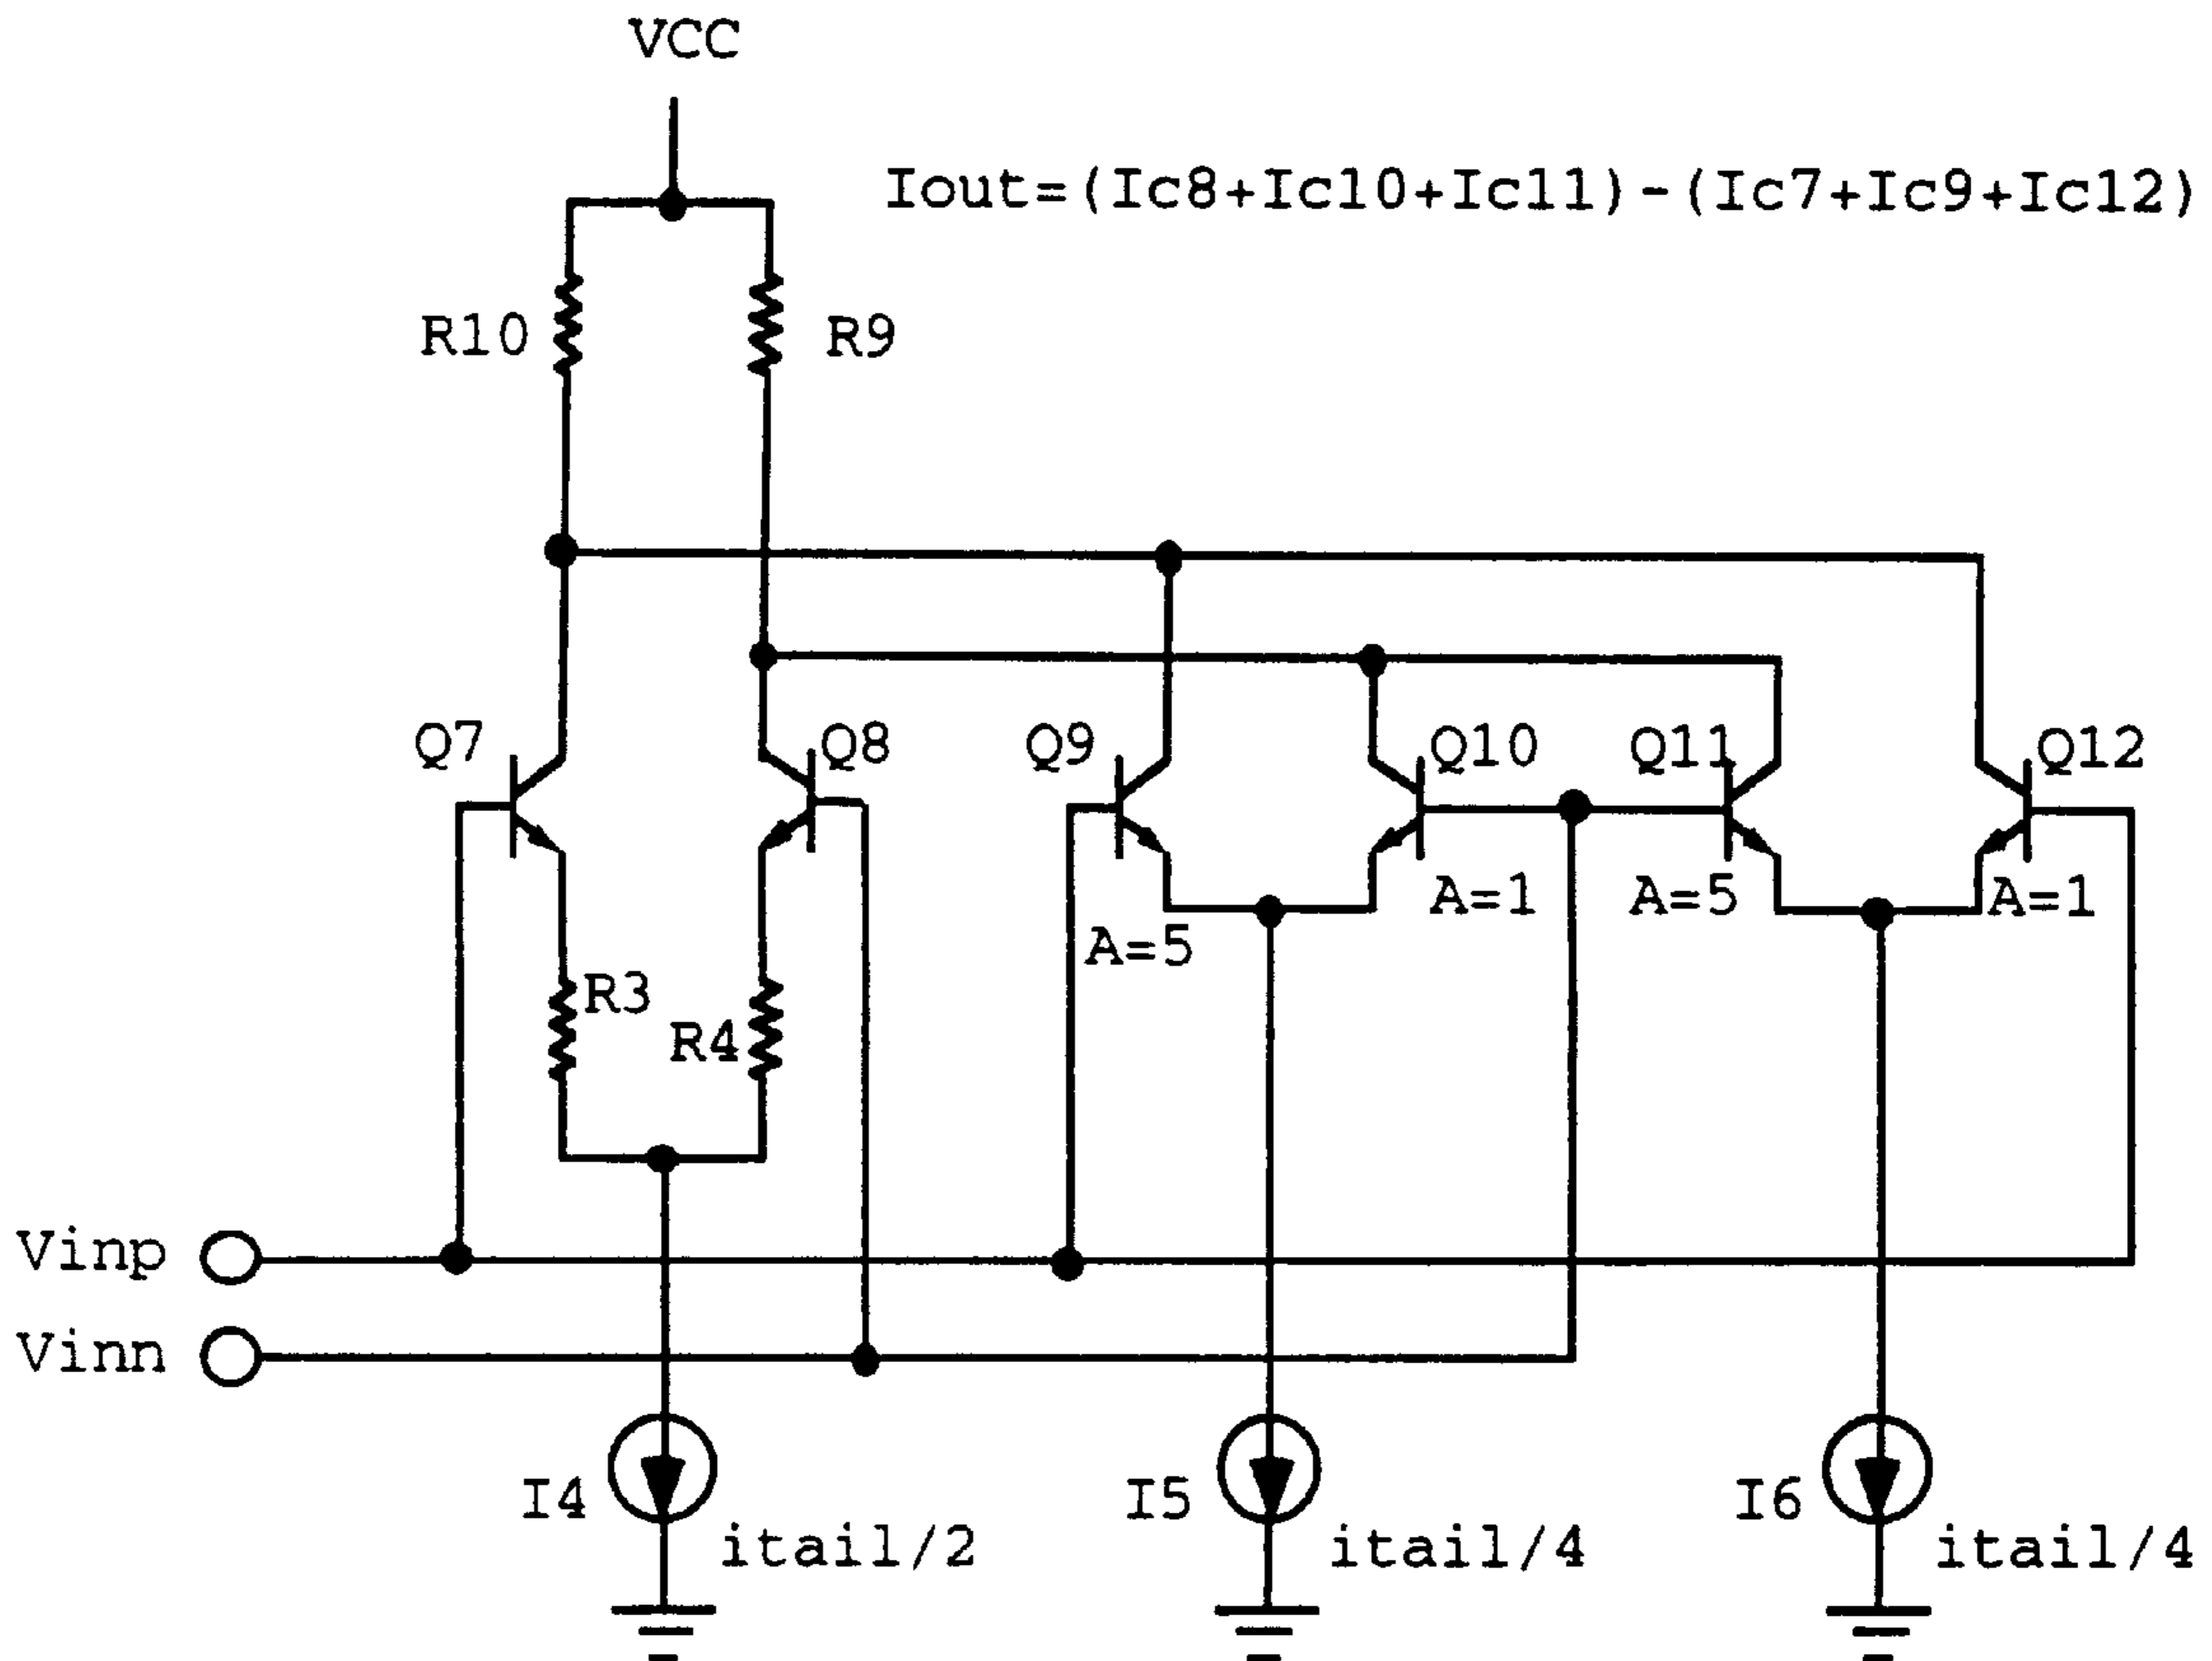 VCC
Iout=(Ic8+Ic10+Ic11)-(Ic7+Ic9+Ic12)
R10
R9
Q7
Q8
Q9
Q10
Q11
Q12
A=5
A=1
A=5
A=1
R3
R4
Vinp
Vinn
I4
itail/2
I5
itail/4
I6
itail/4